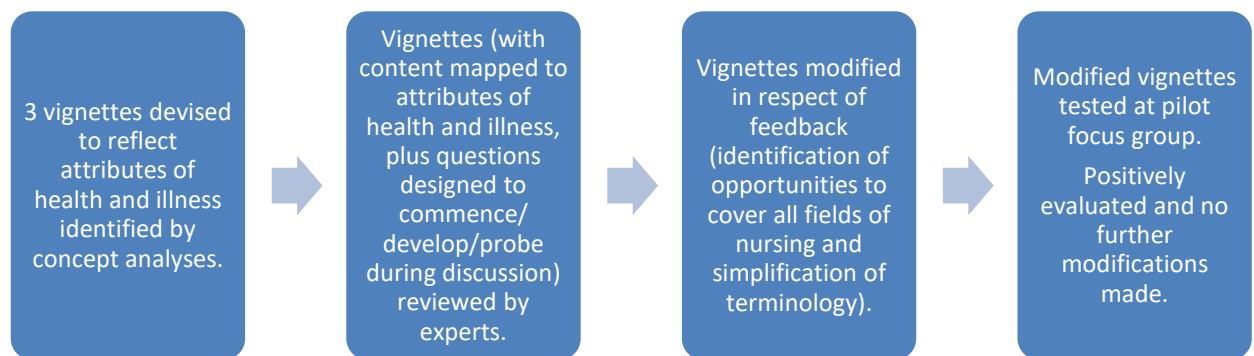 3 vignettes devised
to reflect
attributes of
health and illness
identified by
concept analyses.
Vignettes (with
content mapped to
attributes of
health and illness,
plus questions
designed to
commence/
develop/probe
during discussion)
reviewed by
experts.
Vignettes modified
in respect of
feedback
(identification of
opportunities to
cover all fields of
nursing and
simplification of
terminology).
Modified vignettes
tested at pilot
focus group.
Positively
evaluated and no
further
modifications
made.